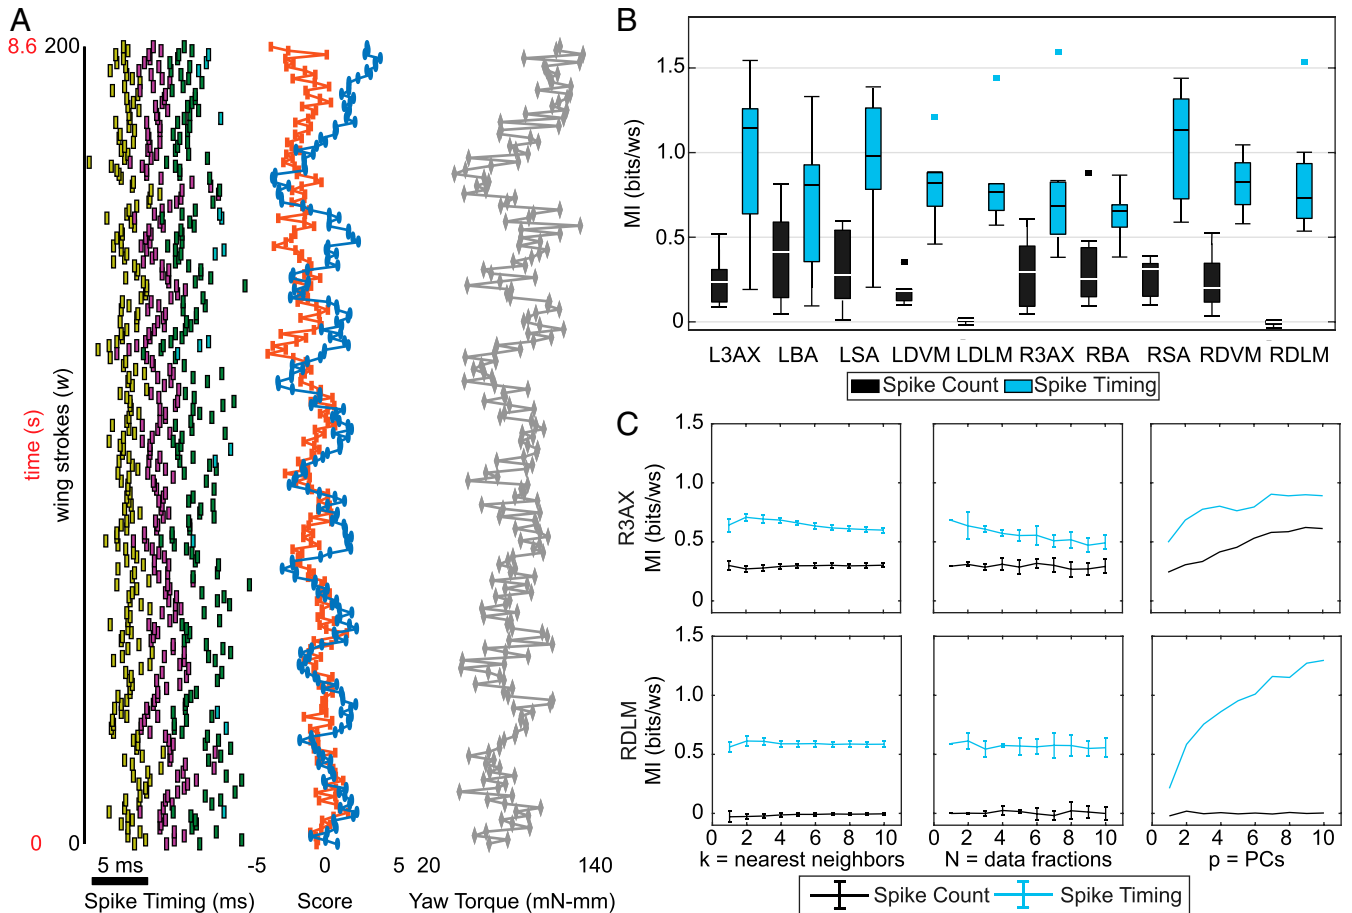 A
8.6 200
time (s)
wing strokes (w)
0 0
5 ms
-5 0 5 20 140
Spike Timing (ms) Score Yaw Torque (mN-mm)
B
MI (bits/ws)
1.5
1.0
0.5
0
L3AX LBA LSA LDVM LDLM R3AX RBA RSA RDVM RDLM
Spike Count Spike Timing
C
R3AX
MI (bits/ws)
1.5
1.0
0.5
0
RDLM
MI (bits/ws)
1.5
1.0
0.5
0
0 2 4 6 8 10 0 2 4 6 8 10 0 2 4 6 8 10
k = nearest neighbors N = data fractions p = PCs
Spike Count Spike Timing